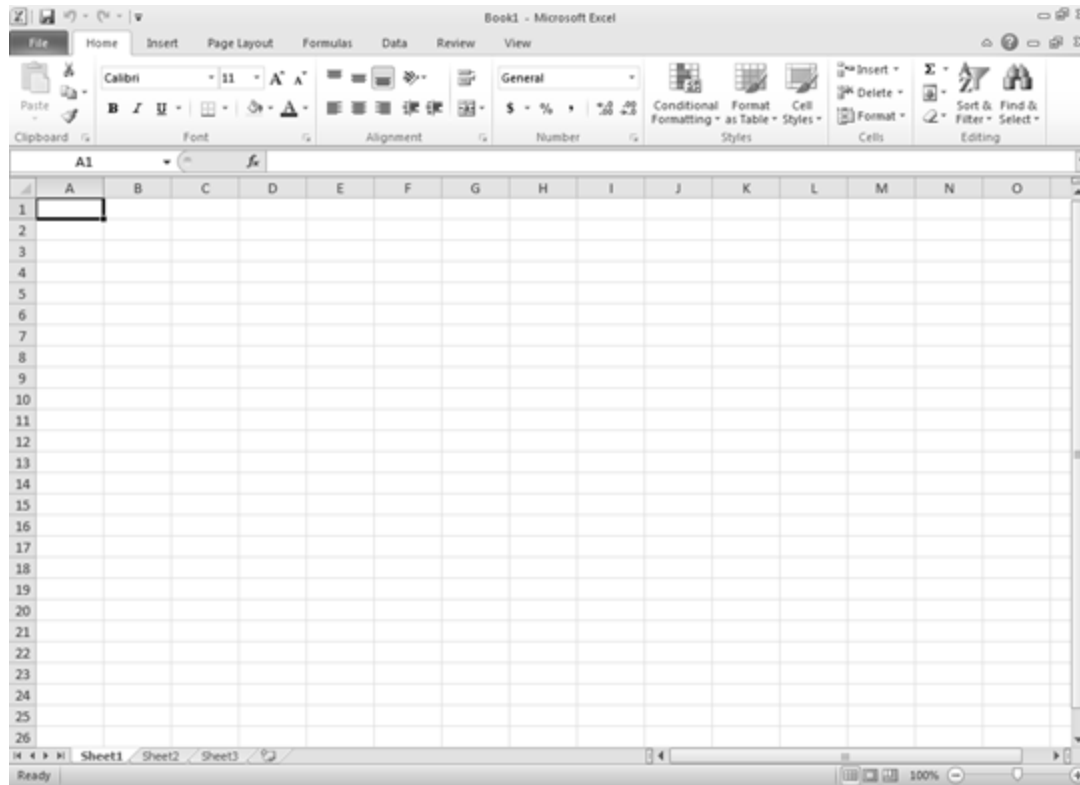 Book1 - Microsoft Excel
File Home Insert Page Layout Formulas Data Review View
Calibri 11 General Insert Σ
Paste Conditional Format Cell Delete Sort & Find &
B I U A $ % , Formatting as Table Styles Format Filter Select
Clipboard Font Alignment Number Styles Cells Editing
A1 fx
A B C D E F G H I J K L M N O
1
2
3
4
5
6
7
8
9
10
11
12
13
14
15
16
17
18
19
20
21
22
23
24
25
26
Sheet1 Sheet2 Sheet3
Ready 100%